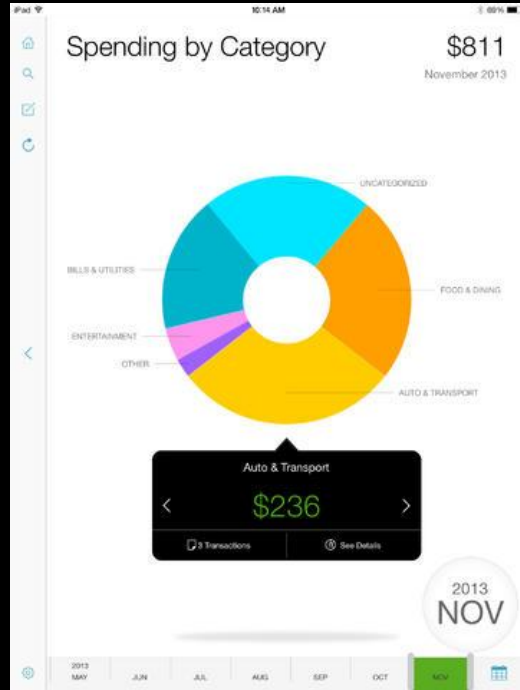 iPad 10:14 AM 69%
Spending by Category $811
November 2013
UNCATEGORIZED
BILLS & UTILITIES
FOOD & DINING
ENTERTAINMENT
OTHER
AUTO & TRANSPORT
Auto & Transport
$236
3 Transactions See Details
2013
NOV
2013
MAY JUN JUL AUG SEP OCT NOV